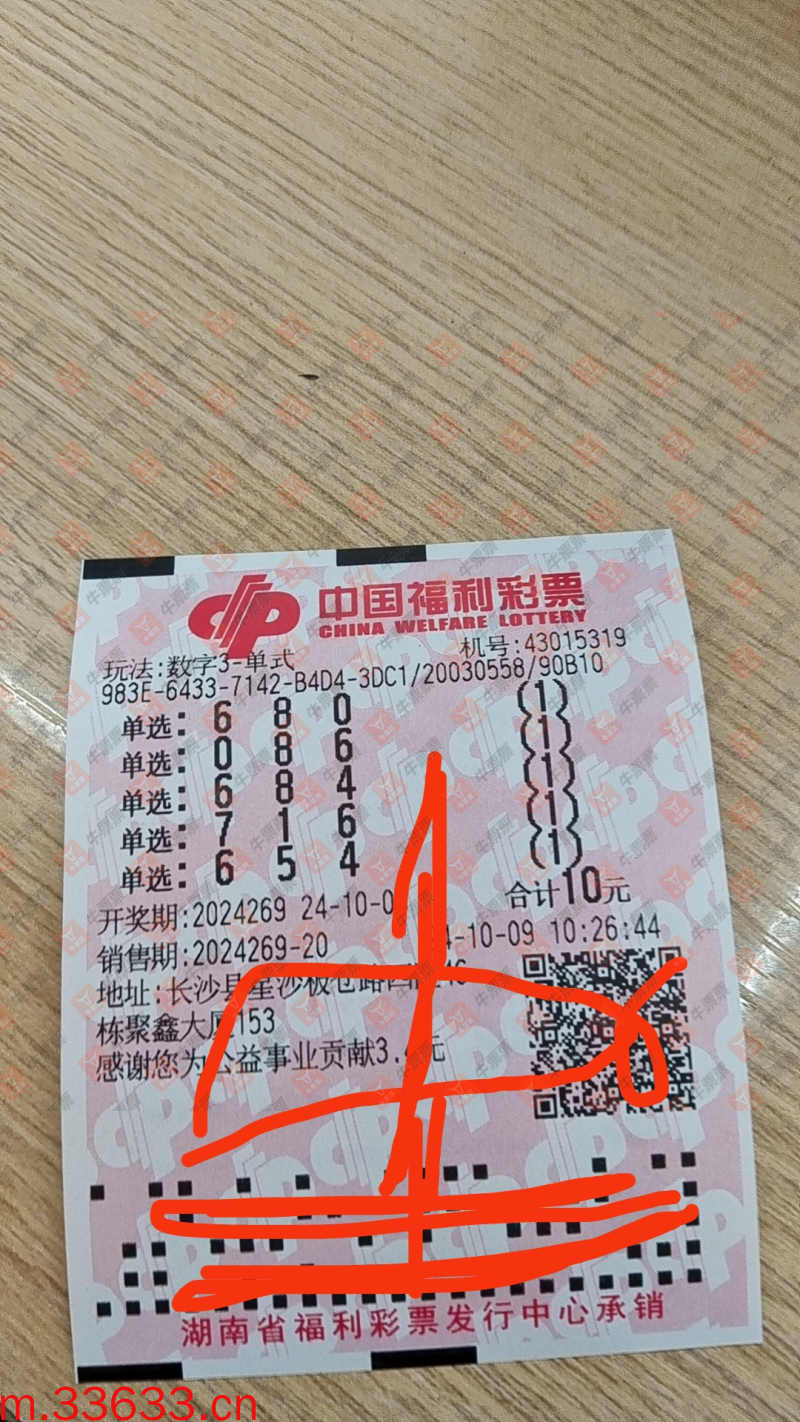 中国福利彩票
CHINA WELFARE LOTTERY
玩法:数字3-单式 机号:43015319
983E-6433-7142-B4D4-3DC1/20030558/90B10
单选: 6 8 0 (1)
单选: 0 8 6 (1)
单选: 6 8 4 (1)
单选: 7 1 6 (1)
单选: 6 5 4 (1)
合计10元
开奖期:2024269 24-10-0
销售期:2024269-20 4-10-09 10:26:44
地址:长沙县星沙板仓路
栋聚鑫大厦153
感谢您为公益事业贡献3. 元
湖南省福利彩票发行中心承销
m.33633.cn